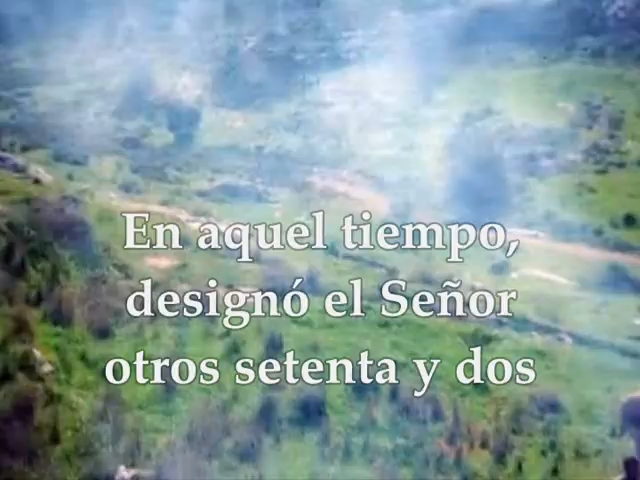 En aquel tiempo,
designó el Señor
otros setenta y dos